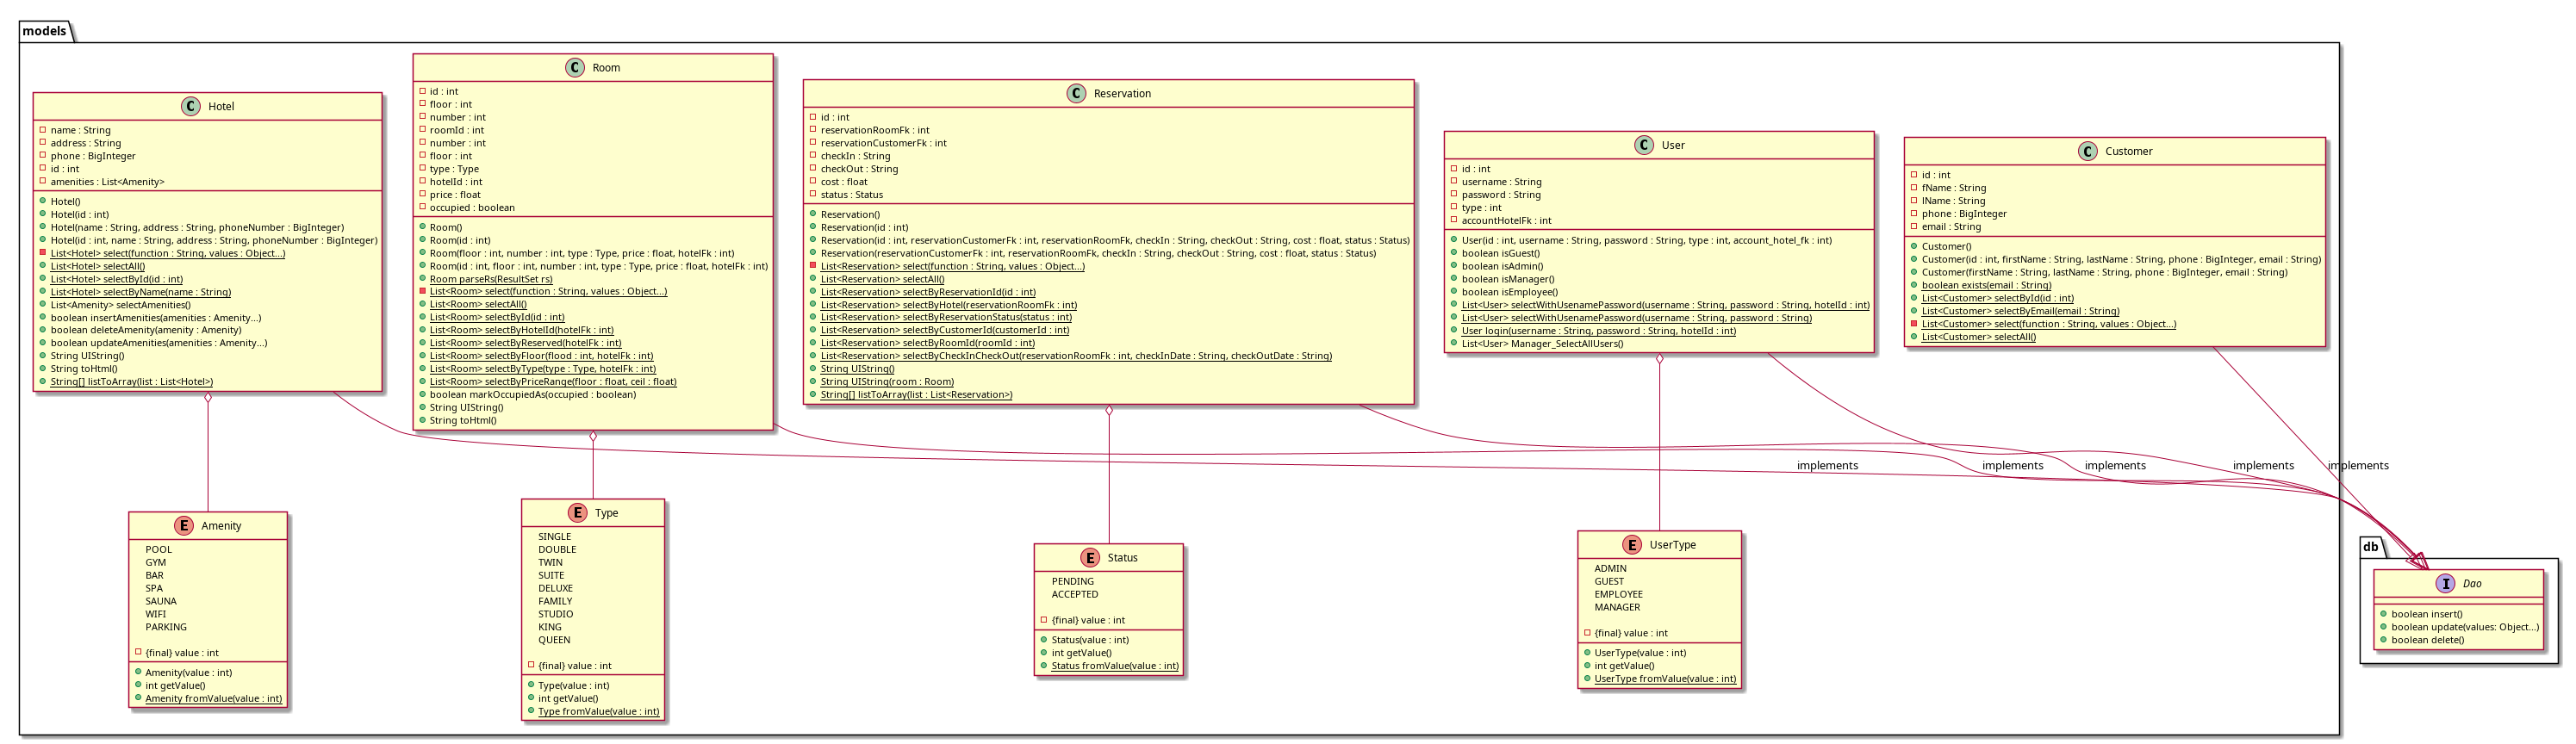 models
Hotel
name : String
address : String
phone : BigInteger
id : int
amenities : List<Amenity>
Hotel()
Hotel(id : int)
Hotel(name : String, address : String, phoneNumber : BigInteger)
Hotel(id : int, name : String, address : String, phoneNumber : BigInteger)
List<Hotel> select(function : String, values : Object...)
List<Hotel> selectAll()
List<Hotel> selectById(id : int)
List<Hotel> selectByName(name : String)
List<Amenity> selectAmenities()
boolean insertAmenities(amenities : Amenity...)
boolean deleteAmenity(amenity : Amenity)
boolean updateAmenities(amenities : Amenity...)
String UIString()
String toHtml()
String[] listToArray(list : List<Hotel>)
Room
id : int
floor : int
number : int
roomId : int
number : int
floor : int
type : Type
hotelId : int
price : float
occupied : boolean
Room()
Room(id : int)
Room(floor : int, number : int, type : Type, price : float, hotelFk : int)
Room(id : int, floor : int, number : int, type : Type, price : float, hotelFk : int)
Room parseRs(ResultSet rs)
List<Room> select(function : String, values : Object...)
List<Room> selectAll()
List<Room> selectById(id : int)
List<Room> selectByHotelId(hotelFk : int)
List<Room> selectByReserved(hotelFk : int)
List<Room> selectByFloor(flood : int, hotelFk : int)
List<Room> selectByType(type : Type, hotelFk : int)
List<Room> selectByPriceRange(floor : float, ceil : float)
boolean markOccupiedAs(occupied : boolean)
String UIString()
String toHtml()
Reservation
id : int
reservationRoomFk : int
reservationCustomerFk : int
checkIn : String
checkOut : String
cost : float
status : Status
Reservation()
Reservation(id : int)
Reservation(id : int, reservationCustomerFk : int, reservationRoomFk, checkIn : String, checkOut : String, cost : float, status : Status)
Reservation(reservationCustomerFk : int, reservationRoomFk, checkIn : String, checkOut : String, cost : float, status : Status)
List<Reservation> select(function : String, values : Object...)
List<Reservation> selectAll()
List<Reservation> selectByReservationId(id : int)
List<Reservation> selectByHotel(reservationRoomFk : int)
List<Reservation> selectByReservationStatus(status : int)
List<Reservation> selectByCustomerId(customerId : int)
List<Reservation> selectByRoomId(roomId : int)
List<Reservation> selectByCheckInCheckOut(reservationRoomFk : int, checkInDate : String, checkOutDate : String)
String UIString()
String UIString(room : Room)
String[] listToArray(list : List<Reservation>)
User
id : int
username : String
password : String
type : int
accountHotelFk : int
User(id : int, username : String, password : String, type : int, account_hotel_fk : int)
boolean isGuest()
boolean isAdmin()
boolean isManager()
boolean isEmployee()
List<User> selectWithUsenamePassword(username : String, password : String, hotelId : int)
List<User> selectWithUsenamePassword(username : String, password : String)
User login(username : String, password : String, hotelId : int)
List<User> Manager_SelectAllUsers()
Customer
id : int
fName : String
lName : String
phone : BigInteger
email : String
Customer()
Customer(id : int, firstName : String, lastName : String, phone : BigInteger, email : String)
Customer(firstName : String, lastName : String, phone : BigInteger, email : String)
boolean exists(email : String)
List<Customer> selectById(id : int)
List<Customer> selectByEmail(email : String)
List<Customer> select(function : String, values : Object...)
List<Customer> selectAll()
implements
implements
implements
implements
implements
Amenity
POOL
GYM
BAR
SPA
SAUNA
WIFI
PARKING
{final} value : int
Amenity(value : int)
int getValue()
Amenity fromValue(value : int)
Type
SINGLE
DOUBLE
TWIN
SUITE
DELUXE
FAMILY
STUDIO
KING
QUEEN
{final} value : int
Type(value : int)
int getValue()
Type fromValue(value : int)
Status
PENDING
ACCEPTED
{final} value : int
Status(value : int)
int getValue()
Status fromValue(value : int)
UserType
ADMIN
GUEST
EMPLOYEE
MANAGER
{final} value : int
UserType(value : int)
int getValue()
UserType fromValue(value : int)
db
Dao
boolean insert()
boolean update(values: Object...)
boolean delete()